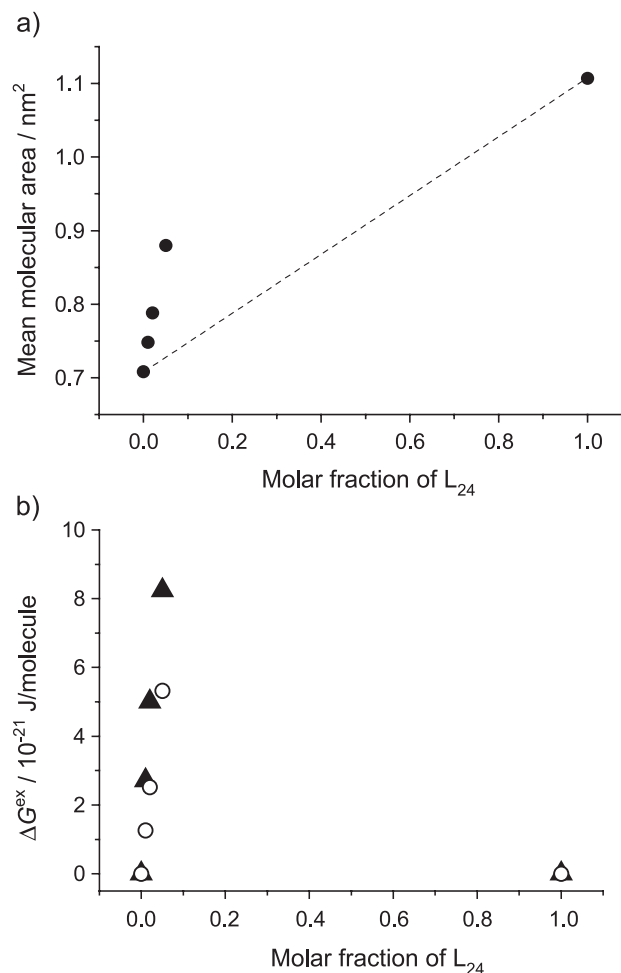 a)
Mean molecular area / nm²
1.1
1.0
0.9
0.8
0.7
0.0 0.2 0.4 0.6 0.8 1.0
Molar fraction of L₂₄
b)
ΔGᵉˣ / 10⁻²¹ J/molecule
10
8
6
4
2
0
0.0 0.2 0.4 0.6 0.8 1.0
Molar fraction of L₂₄